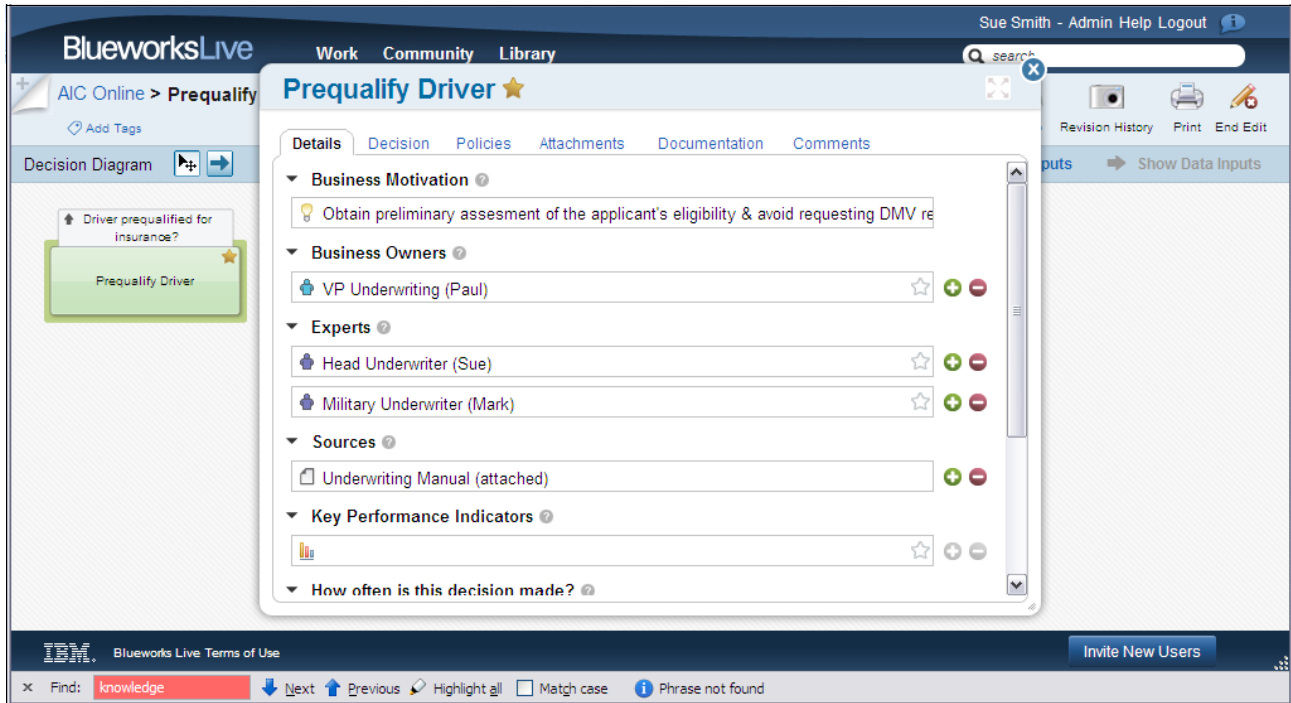 Sue Smith - Admin Help Logout
BlueworksLive Work Community Library search
AIC Online > Prequalify
Add Tags
Revision History Print End Edit
Decision Diagram
puts Show Data Inputs
Driver prequalified for
insurance?
Prequalify Driver
Prequalify Driver
Details Decision Policies Attachments Documentation Comments
Business Motivation ?
Obtain preliminary assesment of the applicant's eligibility & avoid requesting DMV re
Business Owners ?
VP Underwriting (Paul)
Experts ?
Head Underwriter (Sue)
Military Underwriter (Mark)
Sources ?
Underwriting Manual (attached)
Key Performance Indicators ?
How often is this decision made? ?
IBM. Blueworks Live Terms of Use Invite New Users
× Find: knowledge Next Previous Highlight all Match case Phrase not found